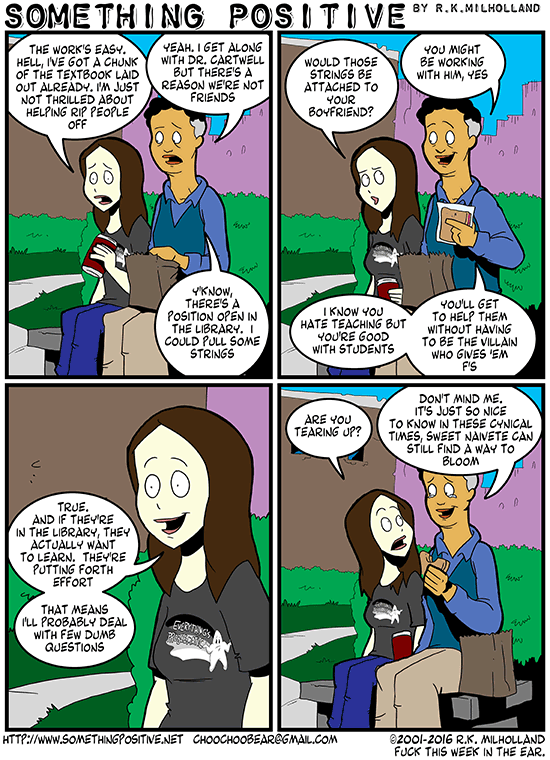 SOMETHING POSITIVE BY R.K.MILHOLLAND
THE WORK'S EASY.
HELL, I'VE GOT A CHUNK
OF THE TEXTBOOK LAID
OUT ALREADY. I'M JUST
NOT THRILLED ABOUT
HELPING RIP PEOPLE
OFF
YEAH. I GET ALONG
WITH DR. CARTWELL
BUT THERE'S A
REASON WE'RE NOT
FRIENDS
Y'KNOW,
THERE'S A
POSITION OPEN IN
THE LIBRARY. I
COULD PULL SOME
STRINGS
WOULD THOSE
STRINGS BE
ATTACHED TO
YOUR
BOYFRIEND?
YOU MIGHT
BE WORKING
WITH HIM, YES
I KNOW YOU
HATE TEACHING BUT
YOU'RE GOOD
WITH STUDENTS
YOU'LL GET
TO HELP THEM
WITHOUT HAVING
TO BE THE VILLAIN
WHO GIVES 'EM
F'S
TRUE.
AND IF THEY'RE
IN THE LIBRARY, THEY
ACTUALLY WANT
TO LEARN. THEY'RE
PUTTING FORTH
EFFORT
THAT MEANS
I'LL PROBABLY DEAL
WITH FEW DUMB
QUESTIONS
EVERYTHING'S
ARE YOU
TEARING UP?
DON'T MIND ME.
IT'S JUST SO NICE
TO KNOW IN THESE CYNICAL
TIMES, SWEET NAIVETE CAN
STILL FIND A WAY TO
BLOOM
HTTP://WWW.SOMETHINGPOSITIVE.NET CHOOCHOOBEAR@GMAIL.COM
©2001-2016 R.K. MILHOLLAND
FUCK THIS WEEK IN THE EAR.